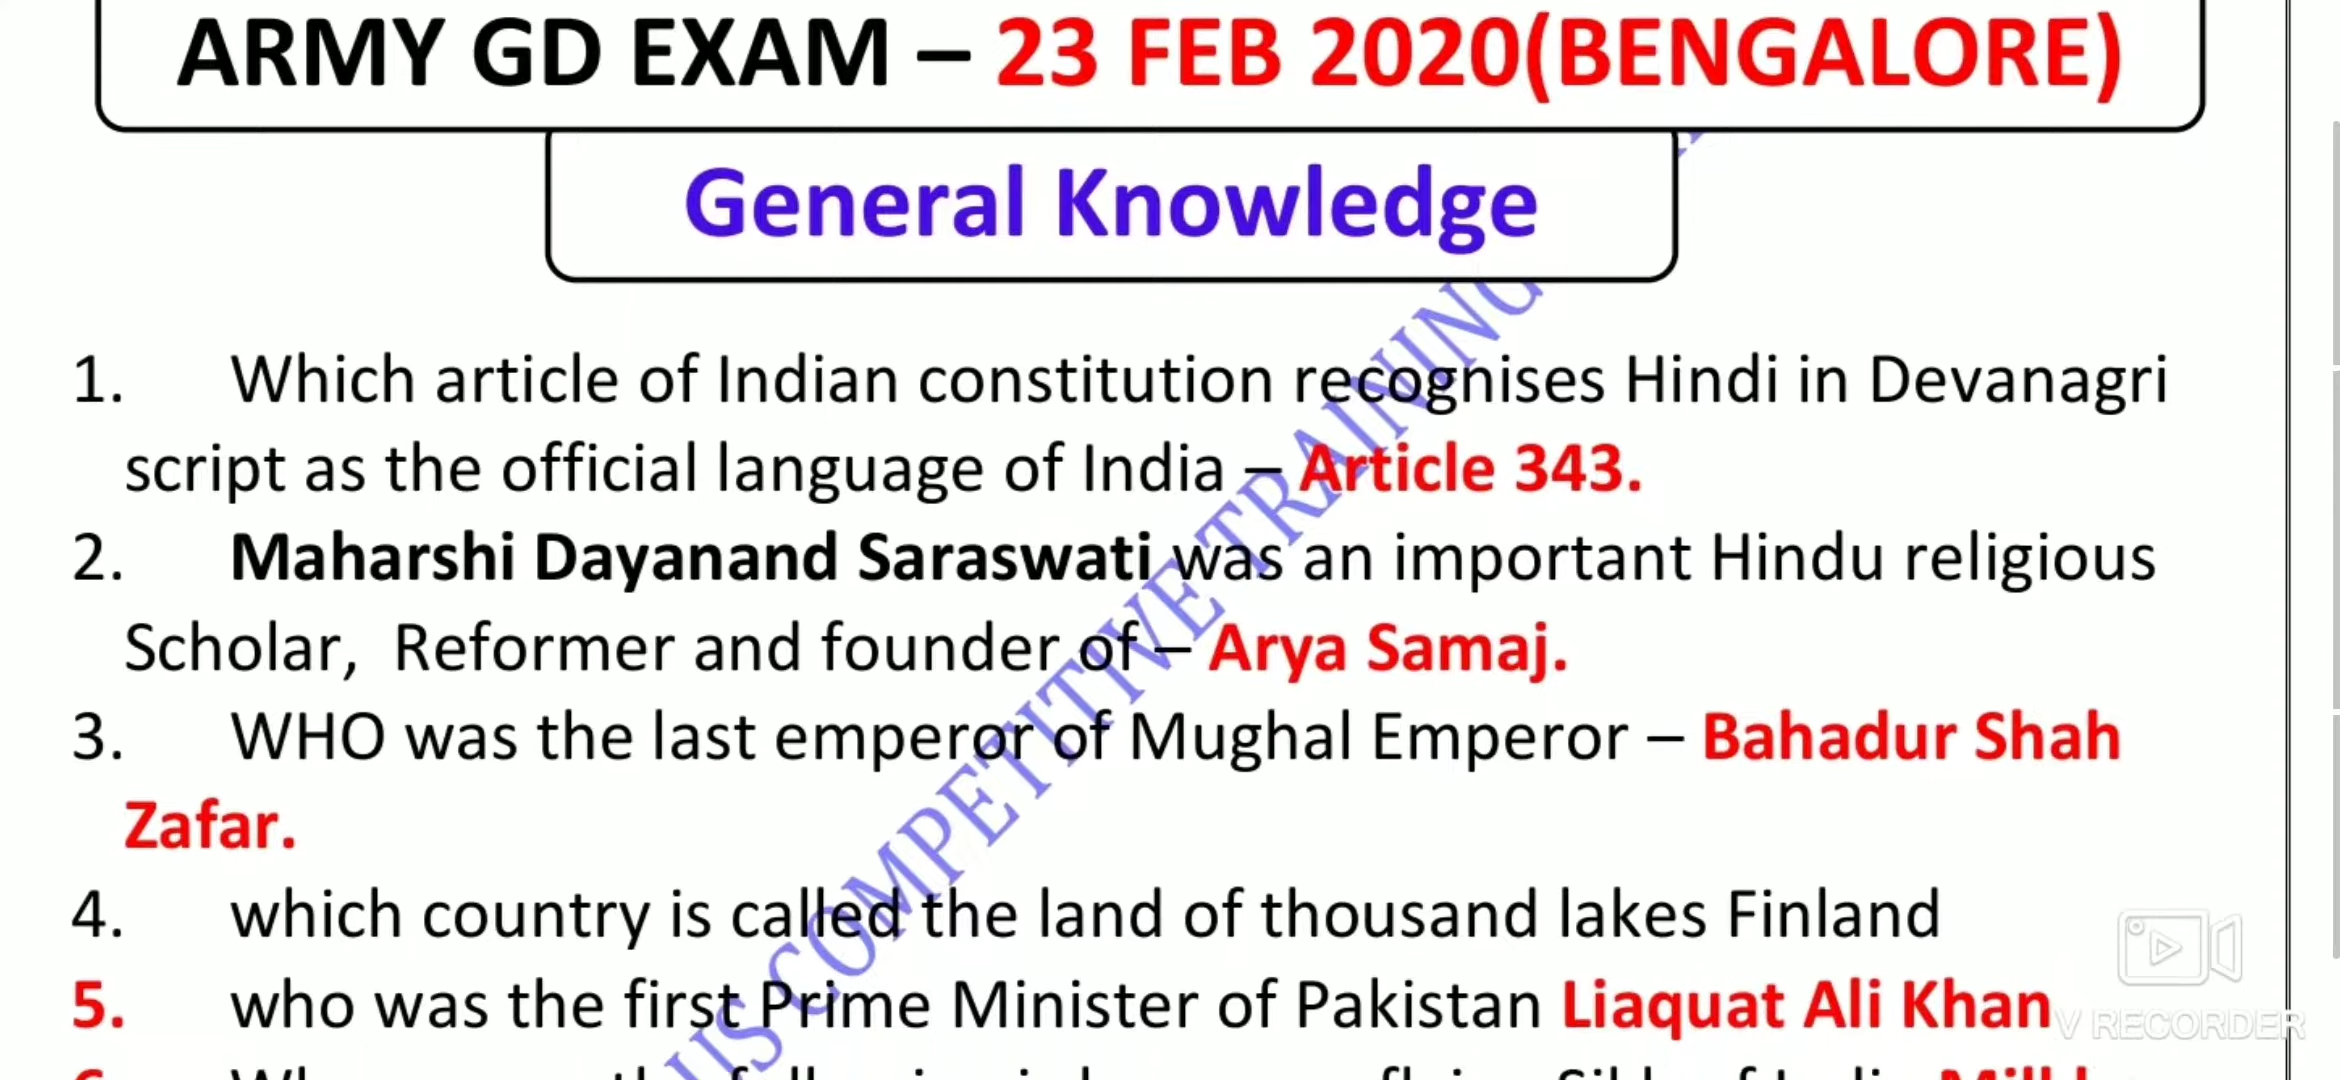 ARMY GD EXAM – 23 FEB 2020(BENGALORE)
General Knowledge
1. Which article of Indian constitution recognises Hindi in Devanagri
script as the official language of India – Article 343.
2. Maharshi Dayanand Saraswati was an important Hindu religious
Scholar, Reformer and founder of – Arya Samaj.
3. WHO was the last emperor of Mughal Emperor – Bahadur Shah
Zafar.
4. which country is called the land of thousand lakes Finland
5. who was the first Prime Minister of Pakistan Liaquat Ali Khan
V RECORDER
COMPETITIVE TRAINING